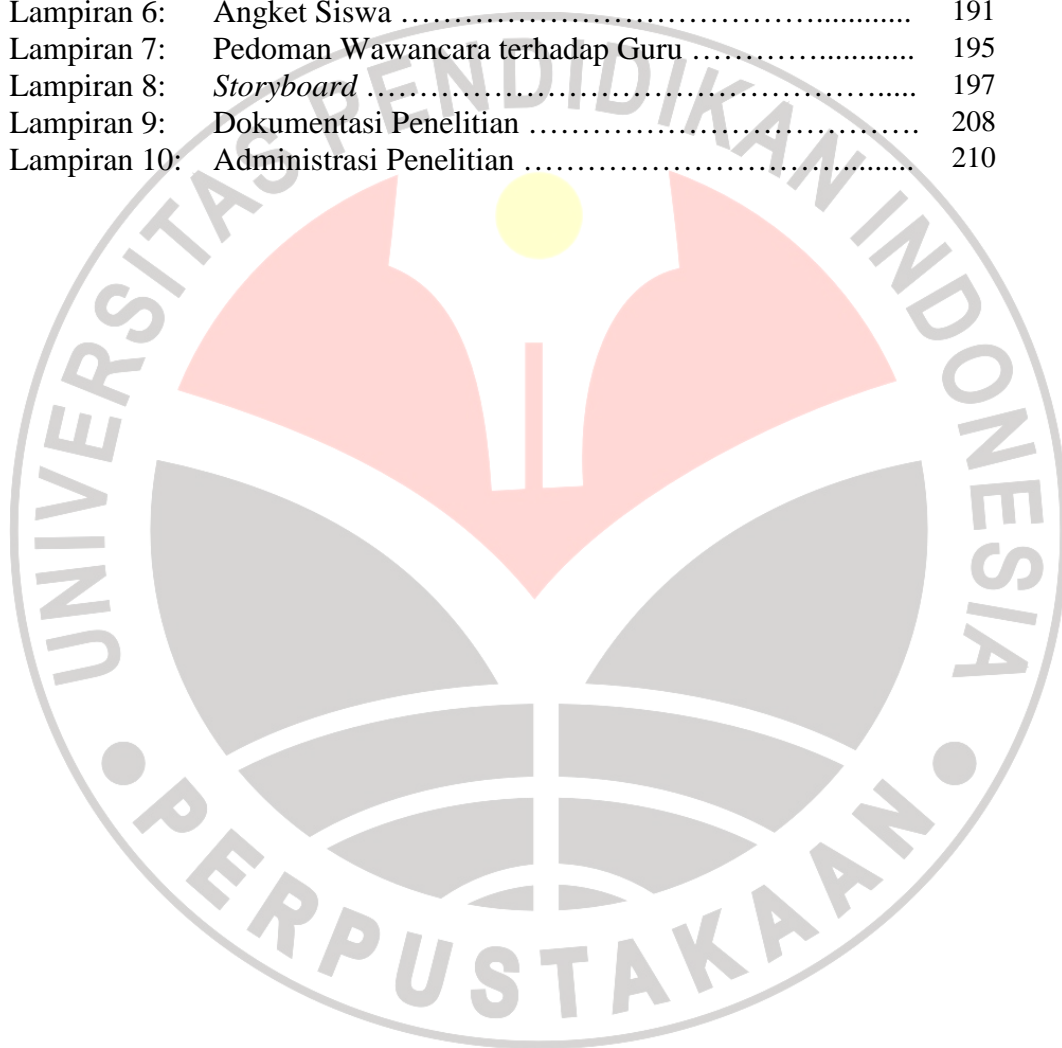 Lampiran 6: Angket Siswa …………………………………............ 191
Lampiran 7: Pedoman Wawancara terhadap Guru …………............ 195
Lampiran 8: Storyboard ………………………………………...... 197
Lampiran 9: Dokumentasi Penelitian ……………………………… 208
Lampiran 10: Administrasi Penelitian ………………………......... 210
UNIVERSITAS PENDIDIKAN INDONESIA
PERPUSTAKAAN